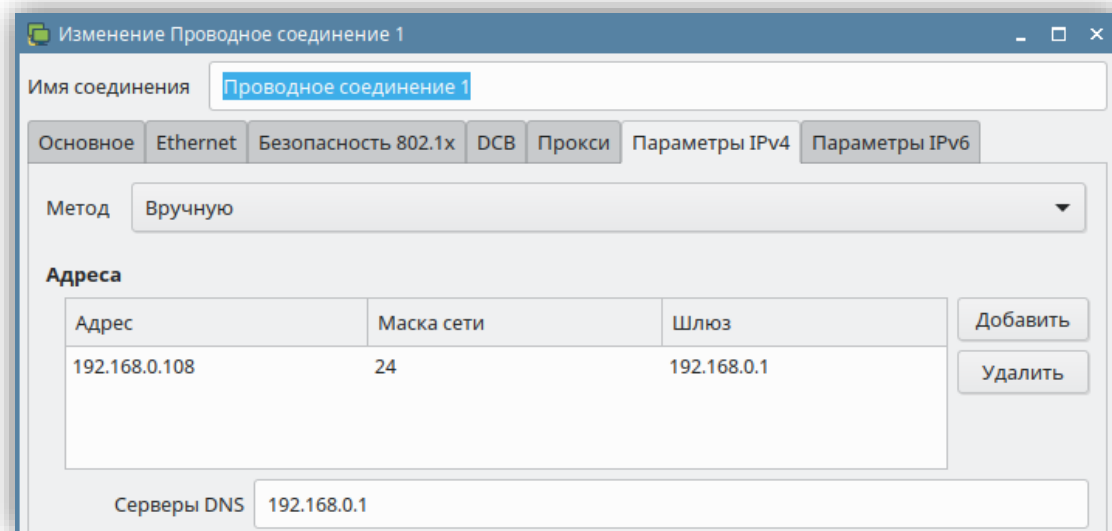 Изменение Проводное соединение 1
Имя соединения Проводное соединение 1
Основное Ethernet Безопасность 802.1x DCB Прокси Параметры IPv4 Параметры IPv6
Метод Вручную
Адреса
Адрес Маска сети Шлюз Добавить
192.168.0.108 24 192.168.0.1 Удалить
Серверы DNS 192.168.0.1